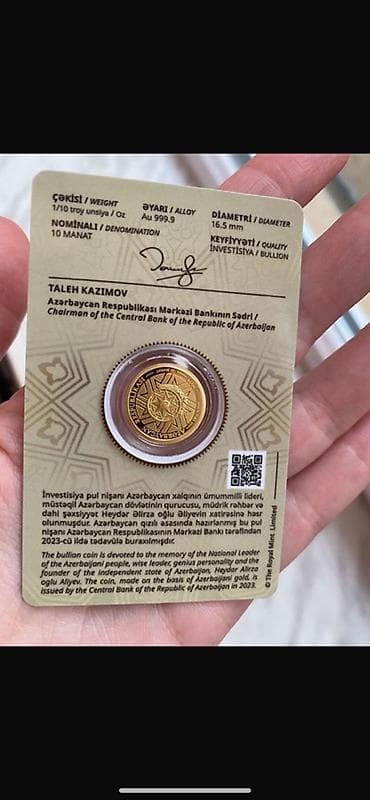 ÇƏKİSİ / WEIGHT
1/10 troy unsiya / Oz
ƏYARI / ALLOY
Au 999.9
DİAMETRİ / DIAMETER
16.5 mm
NOMİNALI / DENOMINATION
10 MANAT
KEYFİYYƏTİ / QUALITY
İNVESTİSİYA / BULLION
TALEH KAZIMOV
Azərbaycan Respublikası Mərkəzi Bankının Sədri /
Chairman of the Central Bank of the Republic of Azerbaijan
İnvestisiya pul nişanı Azərbaycan xalqının ümummilli lideri,
müstəqil Azərbaycan dövlətinin qurucusu, müdrik rəhbər və
dahi şəxsiyyət Heydər Əlirza oğlu Əliyevin xatirəsinə həsr
olunmuşdur. Azərbaycan qızılı əsasında hazırlanmış bu pul
nişanı Azərbaycan Respublikasının Mərkəzi Bankı tərəfindən
2023-cü ildə tədavülə buraxılmışdır.
The bullion coin is devoted to the memory of the National Leader
of the Azerbaijani people, wise leader, genius personality and the
founder of the independent state of Azerbaijan, Heydar Alirza
oglu Aliyev. The coin, made on the basis of Azerbaijani gold, is
issued by the Central Bank of the Republic of Azerbaijan in 2023.
© The Royal Mint Limited